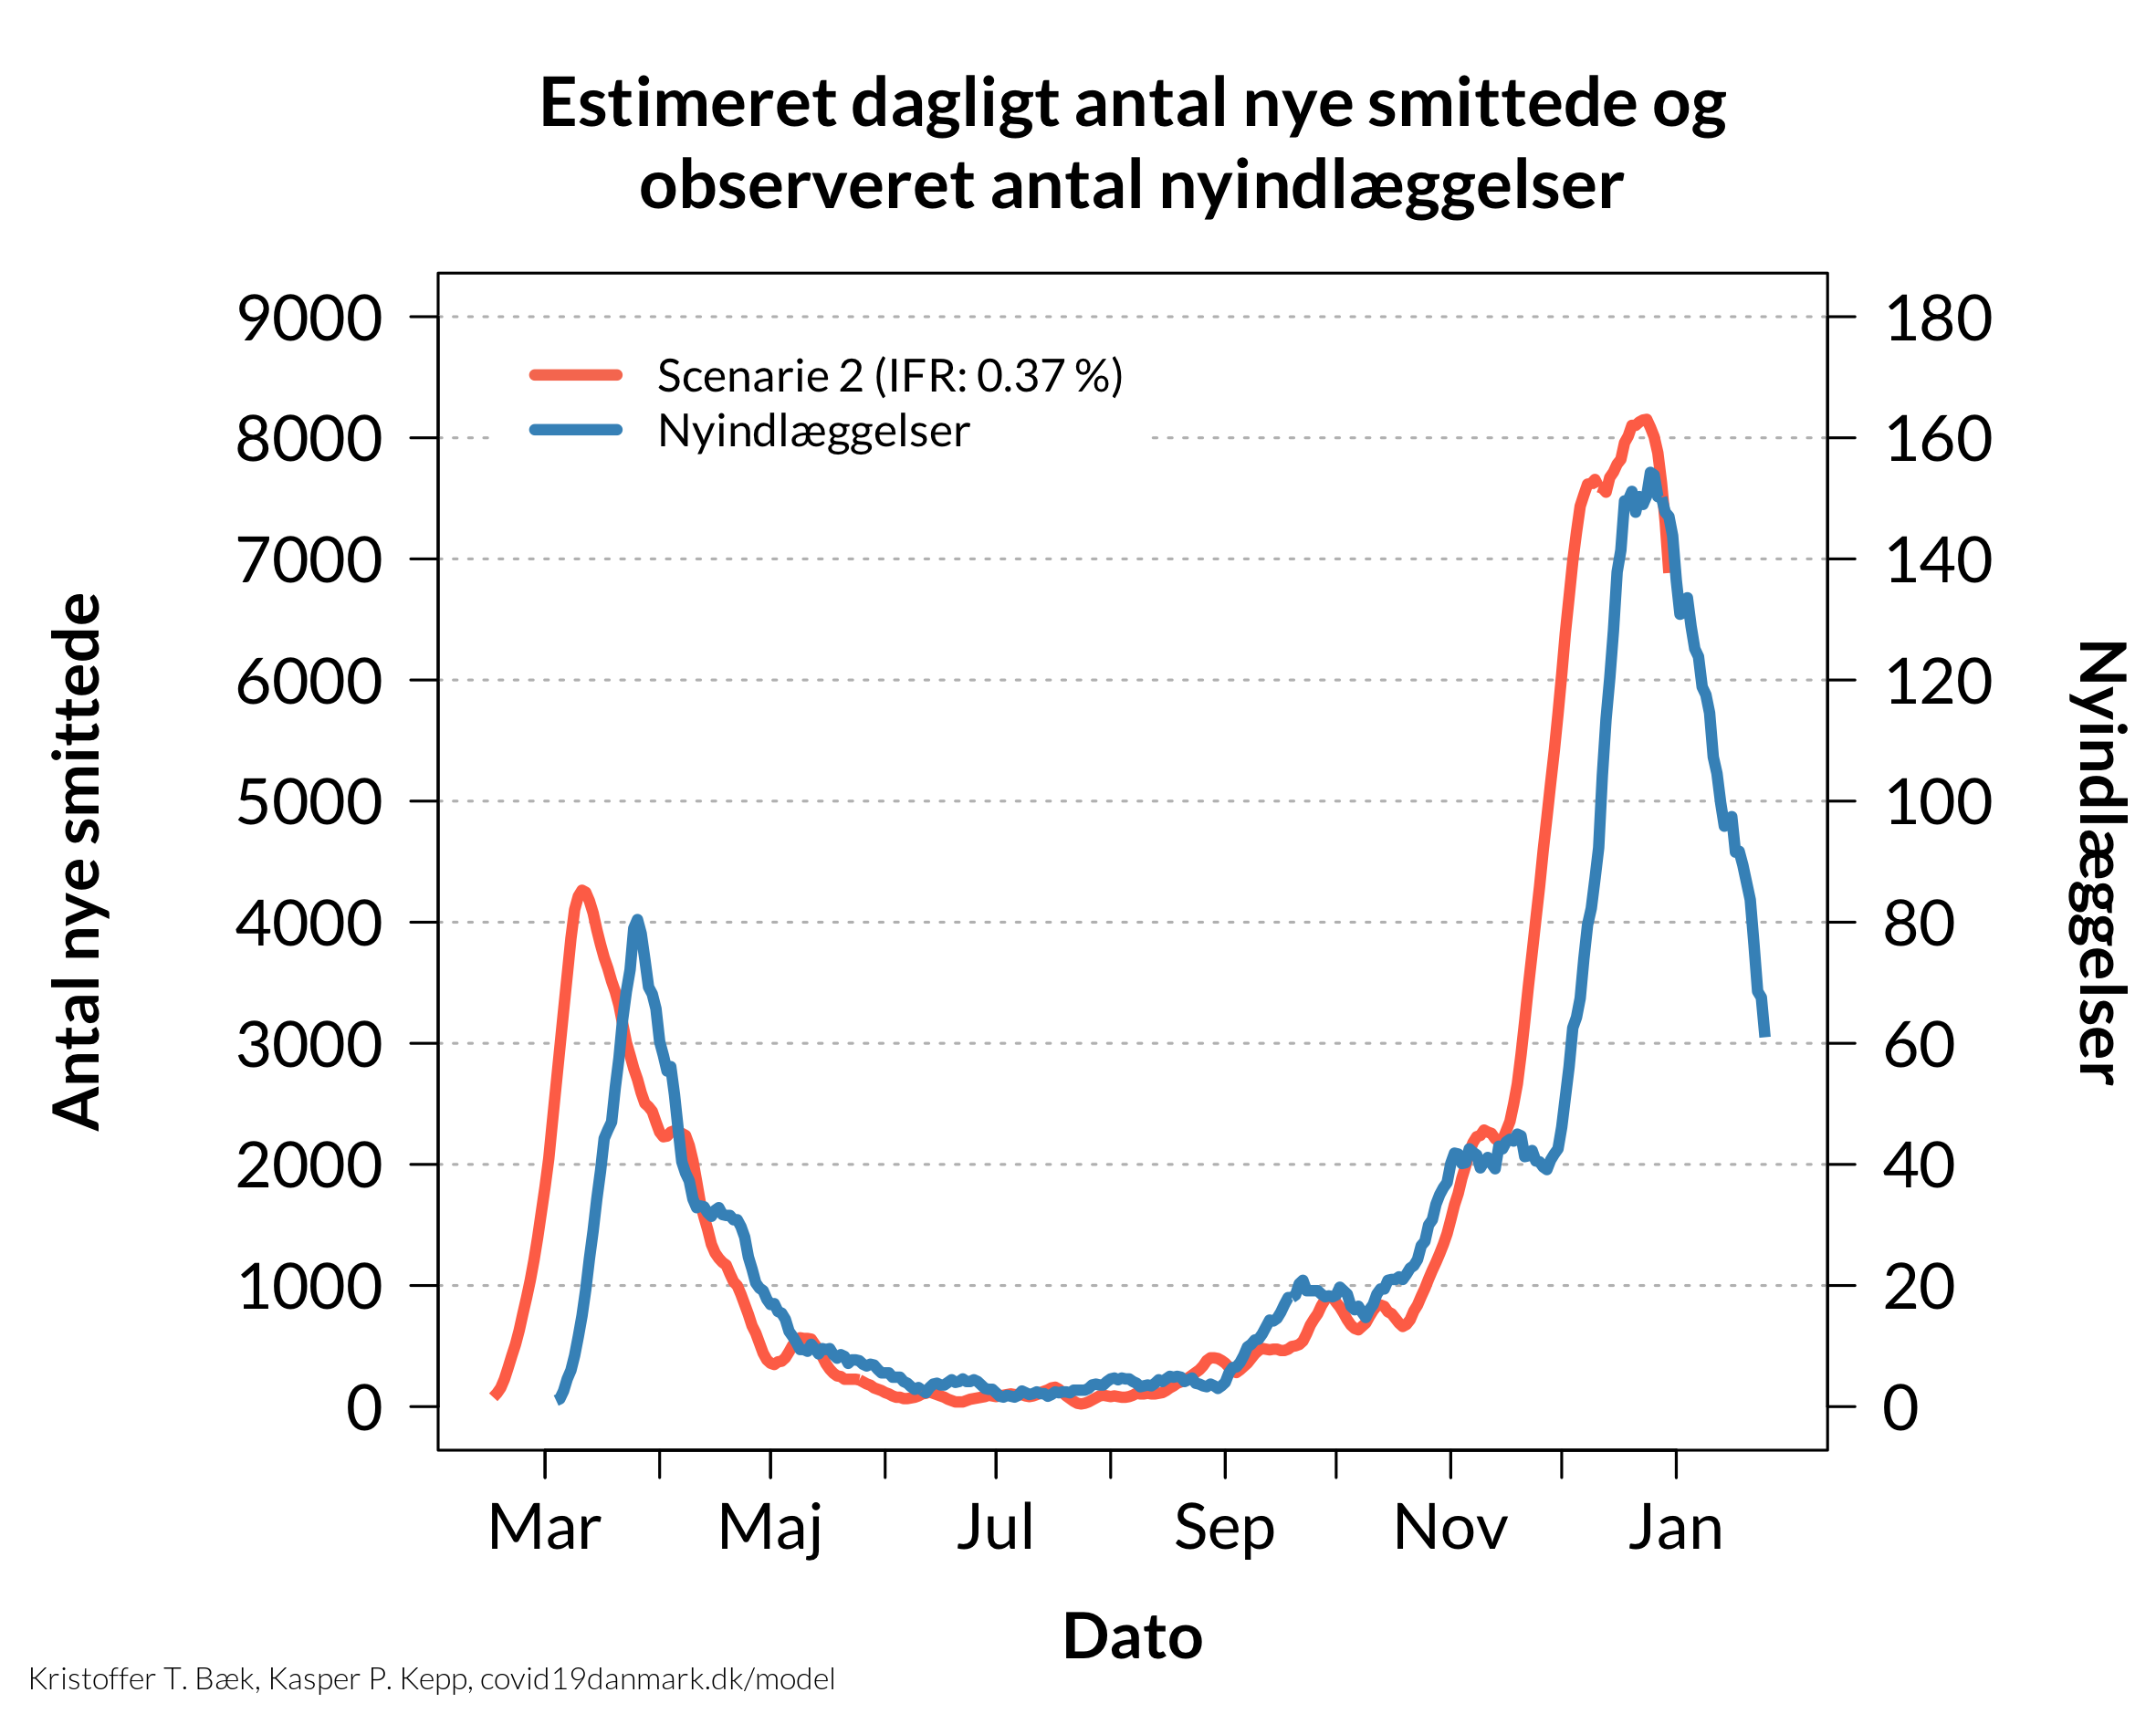 Estimeret dagligt antal nye smittede og
observeret antal nyindlæggelser
Scenarie 2 (IFR: 0.37 %)
Nyindlæggelser
Antal nye smittede
9000
8000
7000
6000
5000
4000
3000
2000
1000
0
180
160
140
120
100
80
60
40
20
0
Nyindlæggelser
Mar
Maj
Jul
Sep
Nov
Jan
Dato
Kristoffer T. Bæk, Kasper P. Kepp, covid19danmark.dk/model